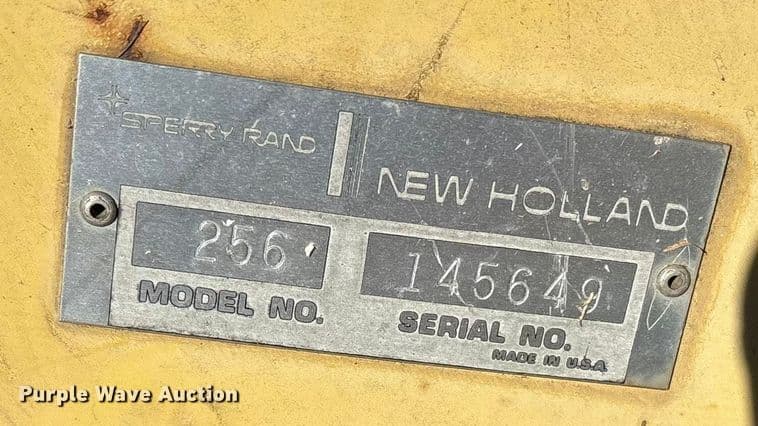 SPERRY RAND
NEW HOLLAND
256
MODEL NO.
145649
SERIAL NO.
MADE IN U.S.A.
Purple Wave Auction